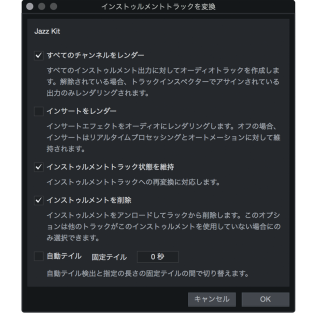 インストゥルメントトラックを変換
Jazz Kit
すべてのチャンネルをレンダー
すべてのインストゥルメント出力に対してオーディオトラックを作成しま
す。解除されている場合、トラックインスペクターでアサインされている
出力のみレンダリングされます。
インサートをレンダー
インサートエフェクトをオーディオにレンダリングします。オフの場合、
インサートはリアルタイムプロセッシングとオートメーションに対して維
持されます。
インストゥルメントトラック状態を維持
インストゥルメントトラックへの再変換に対応します。
インストゥルメントを削除
インストゥルメントをアンロードしてトラックから削除します。このオプシ
ョンは他のトラックがこのインストゥルメントを使用していない場合にの
み選択できます。
自動テイル 固定テイル 0 秒
自動テイル検出と指定の長さの固定テイルの間で切り替えます。
キャンセル OK